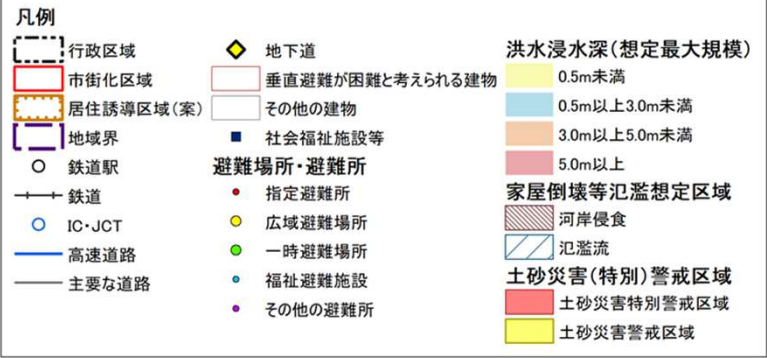 凡例
行政区域
市街化区域
居住誘導区域(案)
地域界
鉄道駅
鉄道
IC・JCT
高速道路
主要な道路
地下道
垂直避難が困難と考えられる建物
その他の建物
社会福祉施設等
避難場所・避難所
指定避難所
広域避難場所
一時避難場所
福祉避難施設
その他の避難所
洪水浸水深(想定最大規模)
0.5m未満
0.5m以上3.0m未満
3.0m以上5.0m未満
5.0m以上
家屋倒壊等氾濫想定区域
河岸侵食
氾濫流
土砂災害(特別)警戒区域
土砂災害特別警戒区域
土砂災害警戒区域